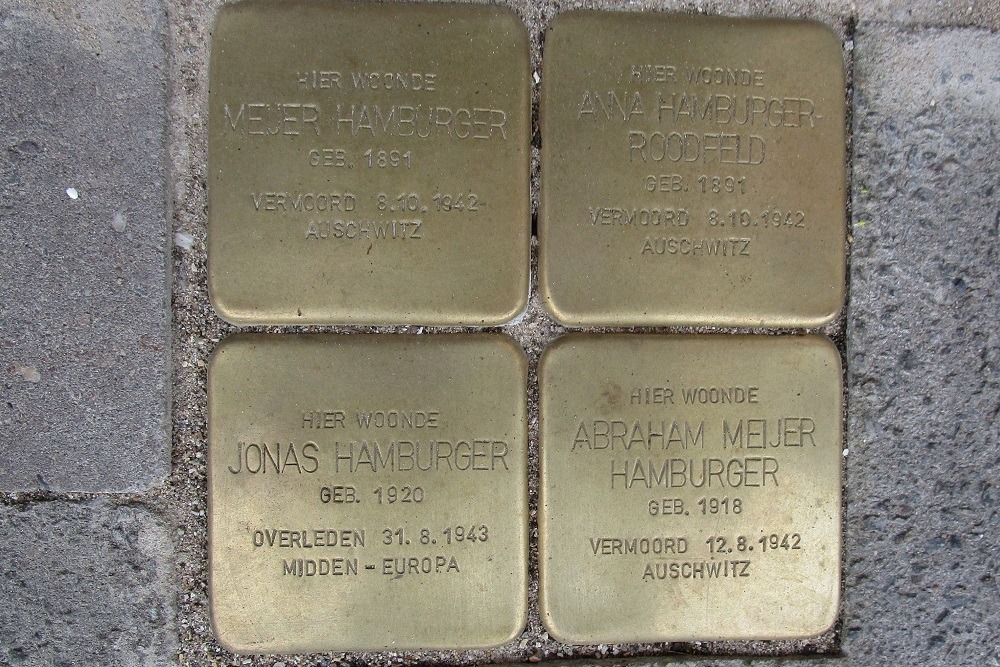 HIER WOONDE
MEIJER HAMBURGER
GEB. 1891
VERMOORD 8.10.1942
AUSCHWITZ
HIER WOONDE
ANNA HAMBURGER-
ROODFELD
GEB. 1891
VERMOORD 8.10.1942
AUSCHWITZ
HIER WOONDE
JONAS HAMBURGER
GEB. 1920
OVERLEDEN 31.8.1943
MIDDEN-EUROPA
HIER WOONDE
ABRAHAM MEIJER
HAMBURGER
GEB. 1918
VERMOORD 12.8.1942
AUSCHWITZ